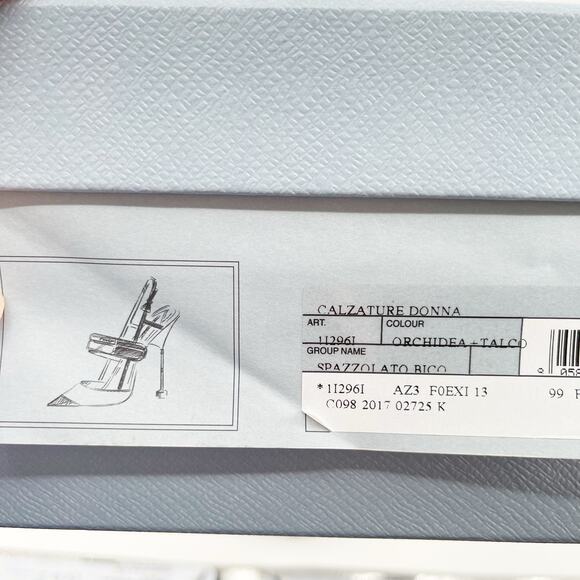 CALZATURE DONNA
ART. COLOUR
1I296I ORCHIDEA+TALCO
GROUP NAME
SPAZZOLATO BICO
*1I296I AZ3 F0EXI 13 99
C098 2017 02725 K